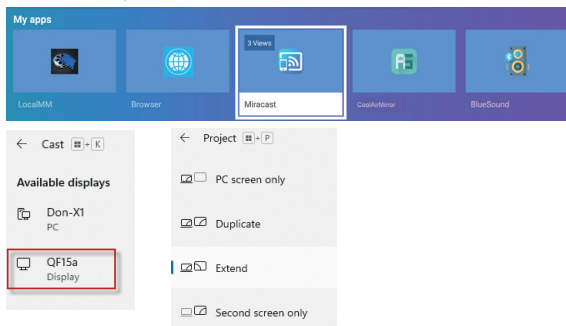 My apps
3 Views
LocalMM
Browser
Miracast
CoolAirMirror
BlueSound
← Cast ⊞ + K
Available displays
Don-X1
PC
QF15a
Display
← Project ⊞ + P
PC screen only
Duplicate
Extend
Second screen only